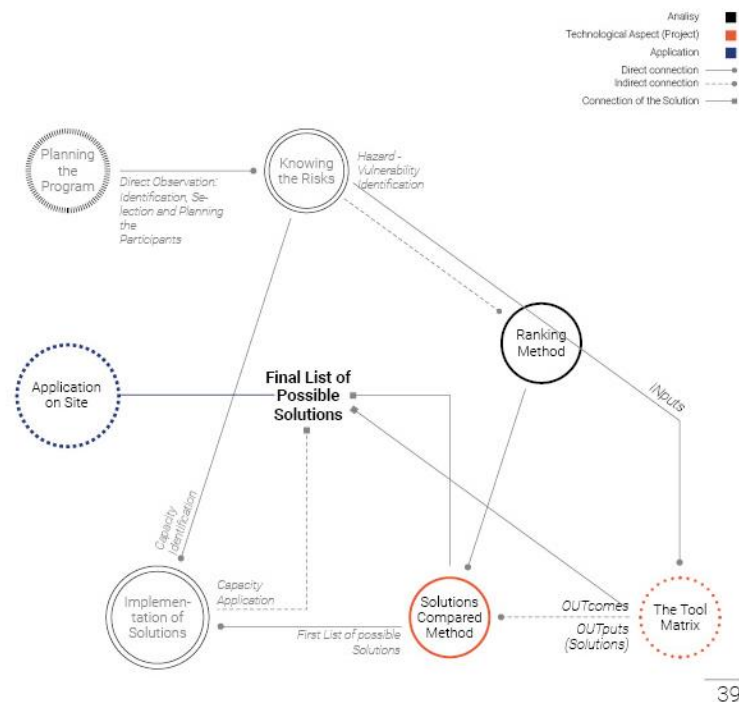 Analisy
Technological Aspect (Project)
Application
Direct connection
Indirect connection
Connection of the Solution
Planning
the
Program
Direct Observation:
Identification, Se-
lection and Planning
the
Participants
Knowing
the Risks
Hazard -
Vulnerability
Identification
Ranking
Method
Application
on Site
Final List of
Possible
Solutions
INputs
Capacity
Identification
Implemen-
tation of
Solutions
Capacity
Application
First List of possible
Solutions
Solutions
Compared
Method
OUTcomes
OUTputs
(Solutions)
The Tool
Matrix
39